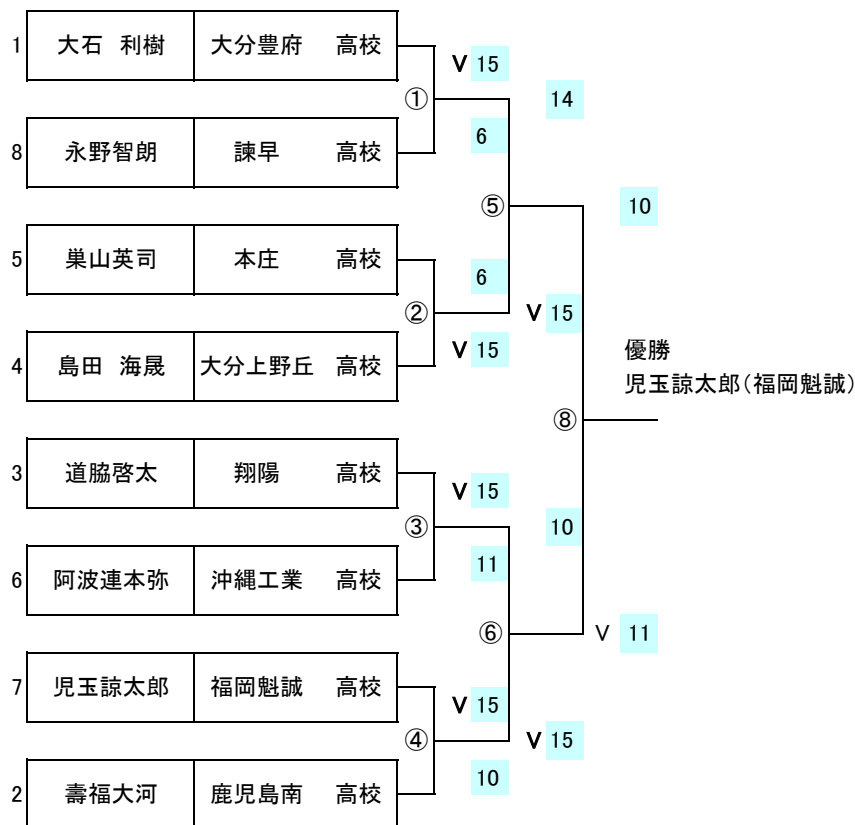 1 大石 利樹 大分豊府 高校
V 15
① 14
6
8 永野智朗 諫早 高校
⑤ 10
5 巣山英司 本庄 高校
6
② V 15
V 15
4 島田 海晟 大分上野丘 高校
優勝
児玉諒太郎(福岡魁誠)
⑧
3 道脇啓太 翔陽 高校
V 15
③ 10
11
6 阿波連本弥 沖縄工業 高校
⑥ V 11
7 児玉諒太郎 福岡魁誠 高校
V 15
④ V 15
10
2 壽福大河 鹿児島南 高校